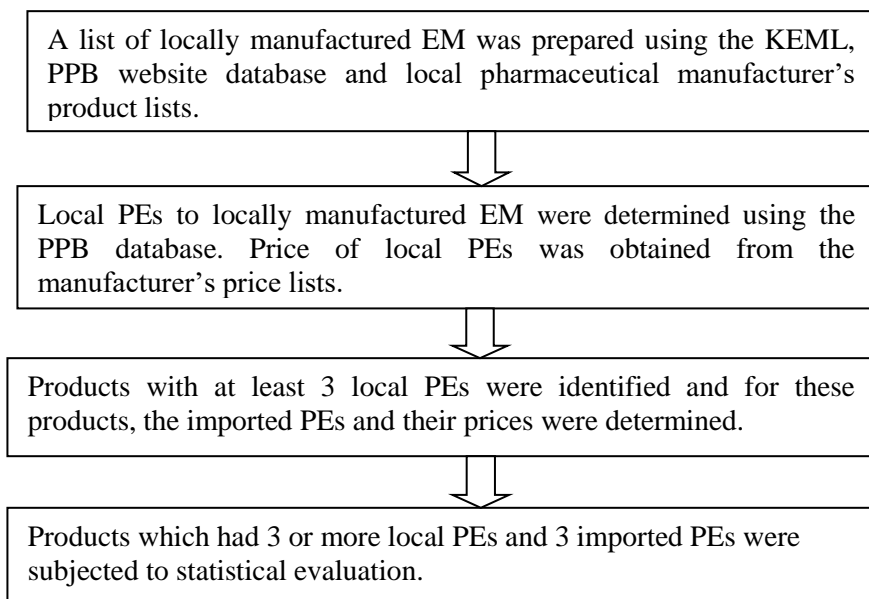 A list of locally manufactured EM was prepared using the KEML,
PPB website database and local pharmaceutical manufacturer's
product lists.
Local PEs to locally manufactured EM were determined using the
PPB database. Price of local PEs was obtained from the
manufacturer's price lists.
Products with at least 3 local PEs were identified and for these
products, the imported PEs and their prices were determined.
Products which had 3 or more local PEs and 3 imported PEs were
subjected to statistical evaluation.